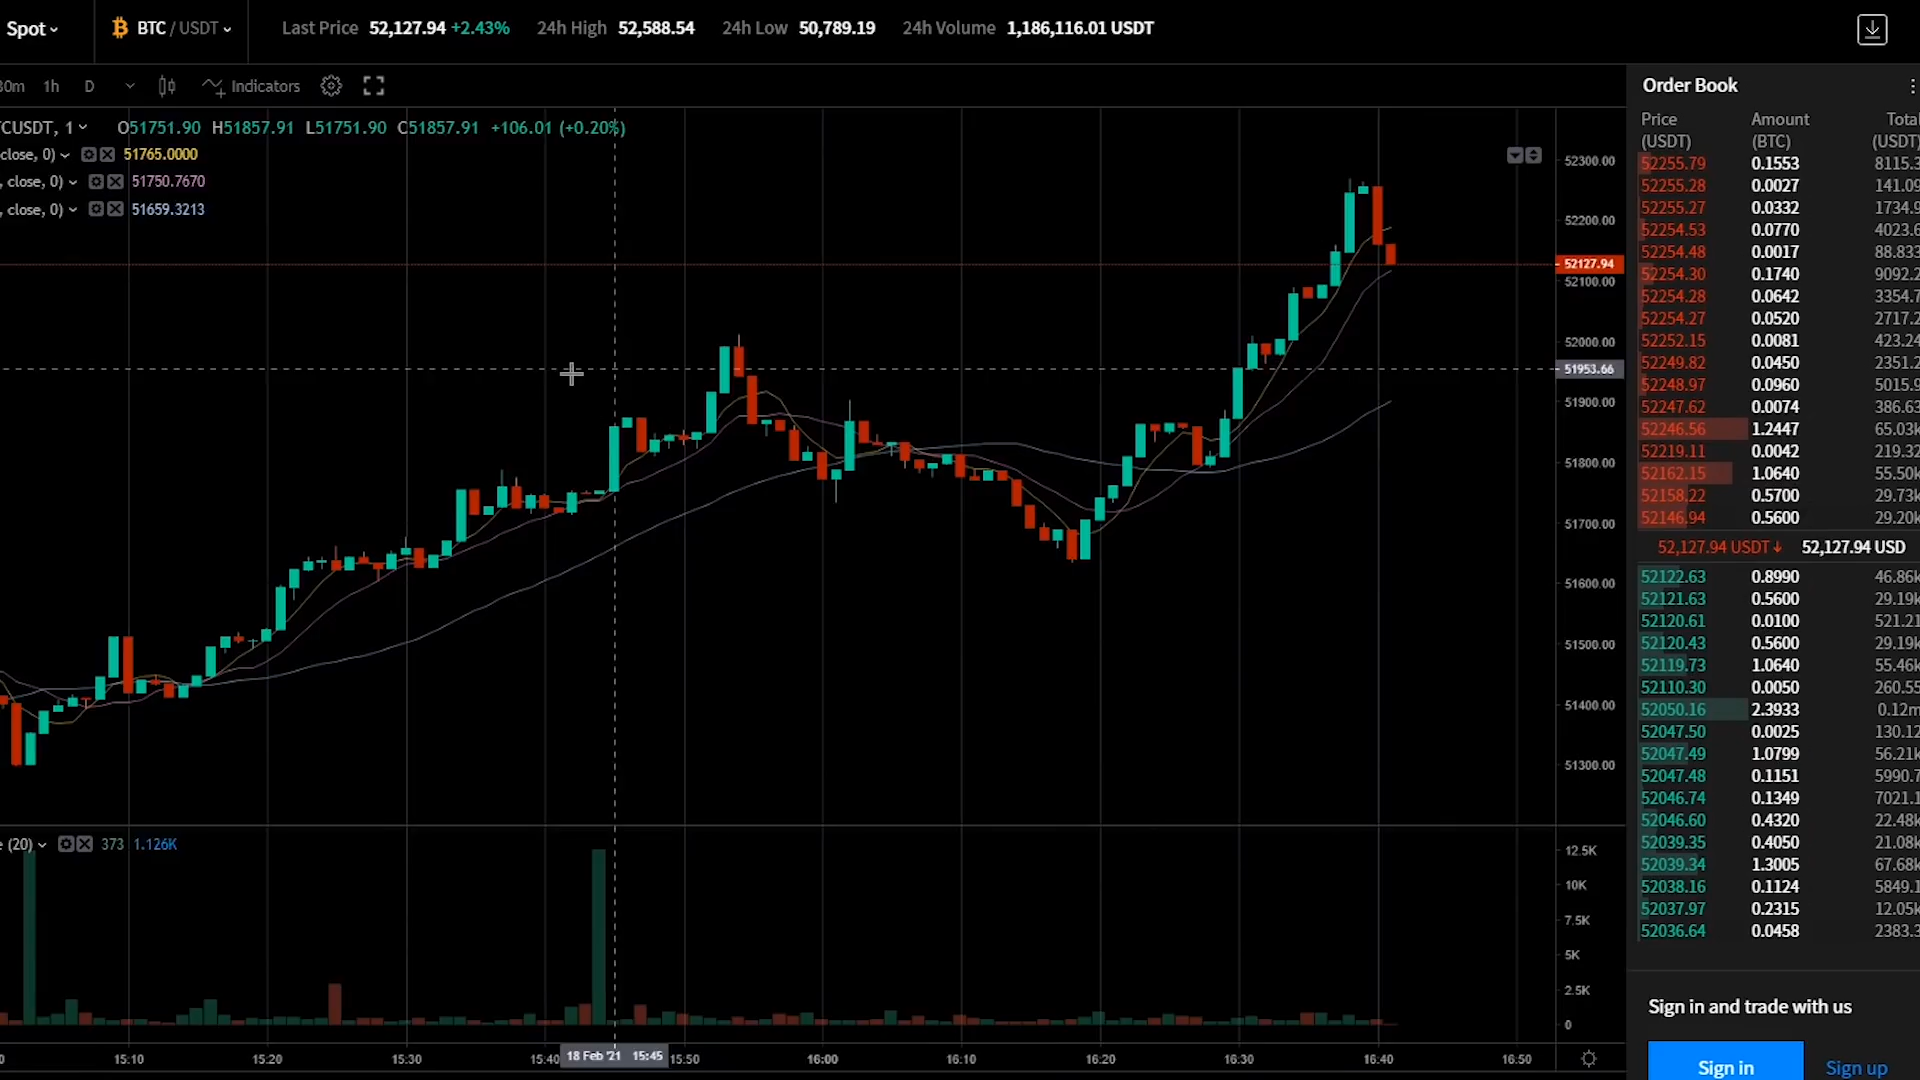 Spot BTC / USDT Last Price 52,127.94 +2.43% 24h High 52,588.54 24h Low 50,789.19 24h Volume 1,186,116.01 USDT
30m 1h D Indicators
CUSDT, 1 O51751.90 H51857.91 L51751.90 C51857.91 +106.01 (+0.20%)
close, 0) 51765.0000
, close, 0) 51750.7670
, close, 0) 51659.3213
52300.00
52200.00
52127.94
52100.00
52000.00
51953.66
51900.00
51800.00
51700.00
51600.00
51500.00
51400.00
51300.00
e (20) 373 1.126K
12.5K
10K
7.5K
5K
2.5K
0
0 15:10 15:20 15:30 15:40 18 Feb '21 15:45 15:50 16:00 16:10 16:20 16:30 16:40 16:50
Order Book
Price Amount Total
(USDT) (BTC) (USDT)
52255.79 0.1553 8115.3
52255.28 0.0027 141.09
52255.27 0.0332 1734.9
52254.53 0.0770 4023.6
52254.48 0.0017 88.833
52254.30 0.1740 9092.2
52254.28 0.0642 3354.7
52254.27 0.0520 2717.2
52252.15 0.0081 423.24
52249.82 0.0450 2351.2
52248.97 0.0960 5015.9
52247.62 0.0074 386.63
52246.56 1.2447 65.03k
52219.11 0.0042 219.32
52162.15 1.0640 55.50k
52158.22 0.5700 29.73k
52146.94 0.5600 29.20k
52,127.94 USDT↓ 52,127.94 USD
52122.63 0.8990 46.86k
52121.63 0.5600 29.19k
52120.61 0.0100 521.21
52120.43 0.5600 29.19k
52119.73 1.0640 55.46k
52110.30 0.0050 260.55
52050.16 2.3933 0.12m
52047.50 0.0025 130.12
52047.49 1.0799 56.21k
52047.48 0.1151 5990.7
52046.74 0.1349 7021.1
52046.60 0.4320 22.48k
52039.35 0.4050 21.08k
52039.34 1.3005 67.68k
52038.16 0.1124 5849.1
52037.97 0.2315 12.05k
52036.64 0.0458 2383.3
Sign in and trade with us
Sign in Sign up